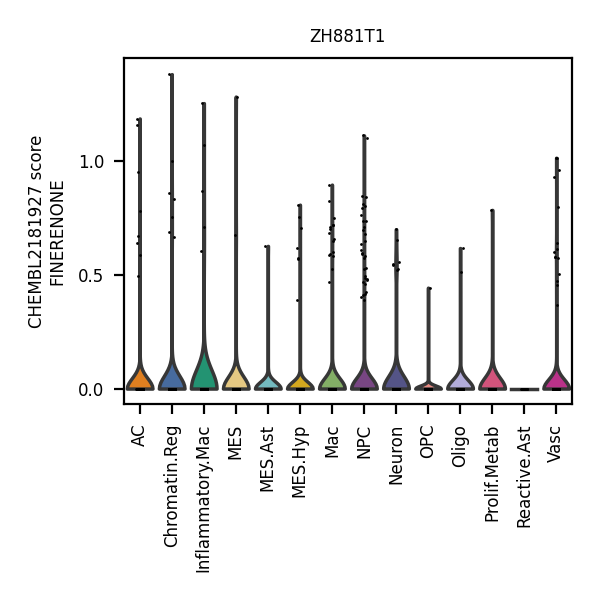 ZH881T1
CHEMBL2181927 score
FINERENONE
1.0
0.5
0.0
AC
Chromatin.Reg
Inflammatory.Mac
MES
MES.Ast
MES.Hyp
Mac
NPC
Neuron
OPC
Oligo
Prolif.Metab
Reactive.Ast
Vasc